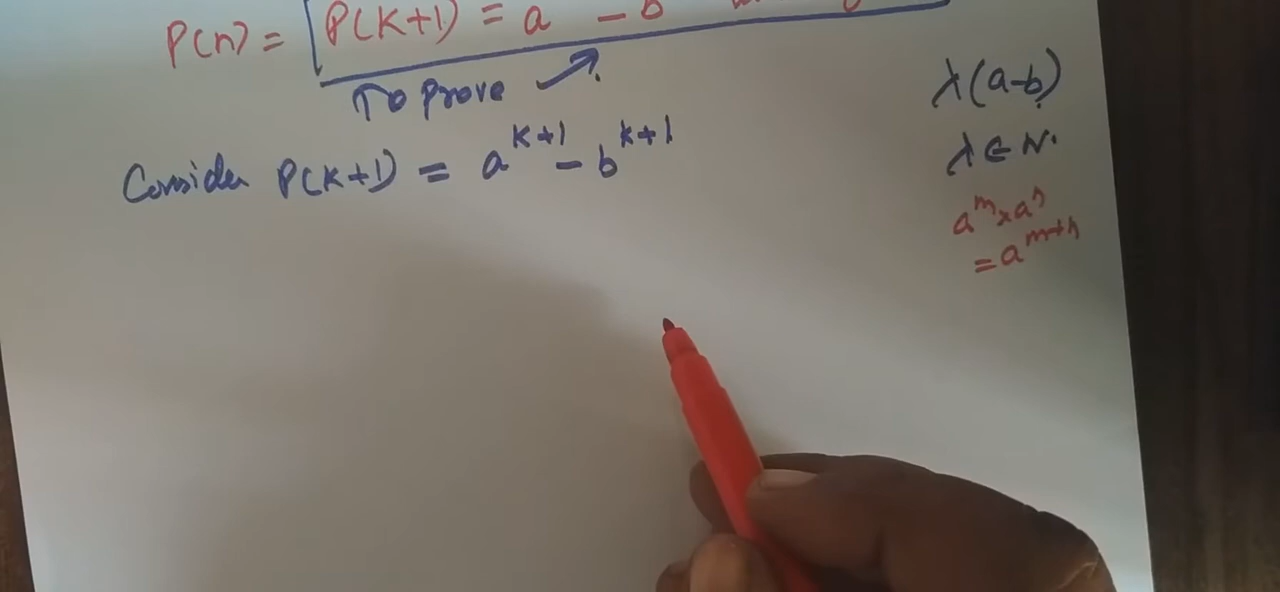 P(n) = P(K+1) = a - b
To prove
Consider P(K+1) = a^{K+1} - b^{K+1}
λ(a-b)
λ ∈ N.
a^m × a^n
= a^{m+n}